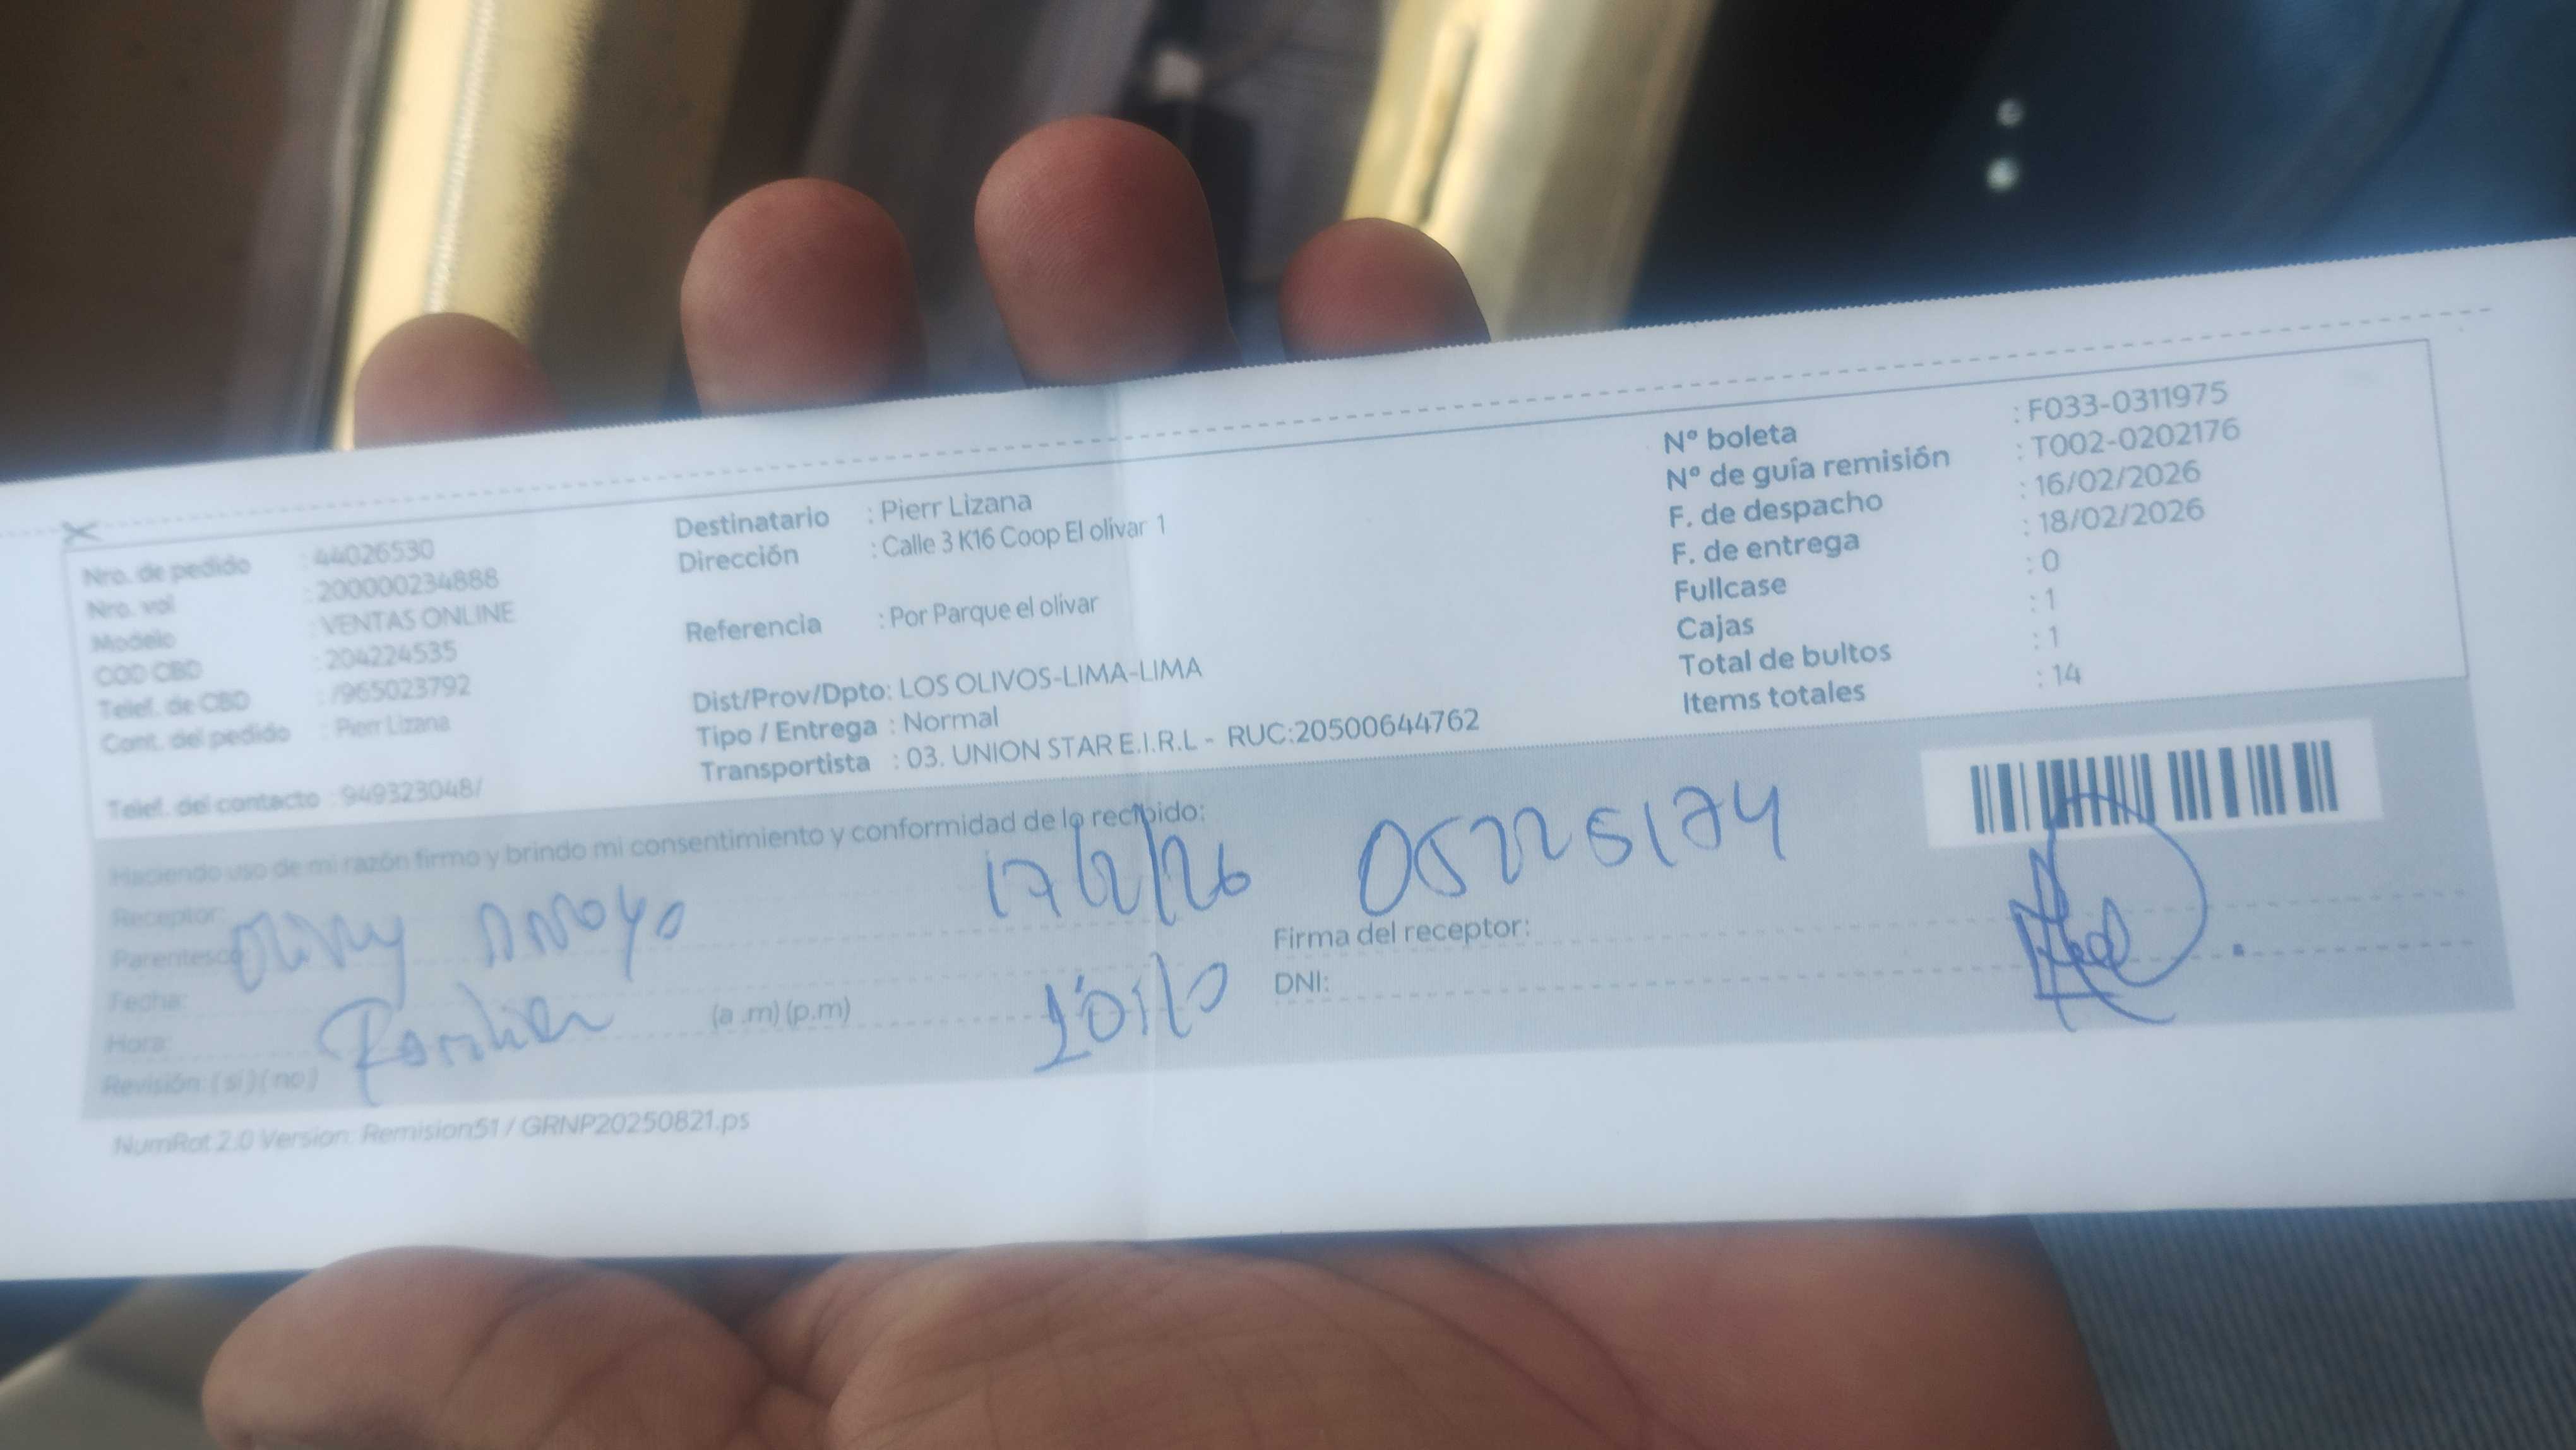 Nro. de pedido : 44026530
Nro. val : 200000234888
Modelo : VENTAS ONLINE
COD CBD : 204224535
Telef. de CBD : /965023792
Cont. del pedido : Pierr Lizana
Telef. del contacto : 949323048/
Destinatario : Pierr Lizana
Dirección : Calle 3 K16 Coop El olivar 1
Referencia : Por Parque el olivar
Dist/Prov/Dpto: LOS OLIVOS-LIMA-LIMA
Tipo / Entrega : Normal
Transportista : 03. UNION STAR E.I.R.L - RUC:20500644762
Nº boleta : F033-0311975
Nº de guía remisión : T002-0202176
F. de despacho : 16/02/2026
F. de entrega : 18/02/2026
Fullcase : 0
Cajas : 1
Total de bultos : 1
Items totales : 14
Haciendo uso de mi razón firmo y brindo mi consentimiento y conformidad de lo recibido:
Receptor:
Parentesco: Arroyo
Fecha: 17/2/26
Hora: (a .m) (p.m)
Revisión: ( si ) ( no )
Firma del receptor:
DNI:
NumRot 2.0 Version: Remision51 / GRNP20250821.ps